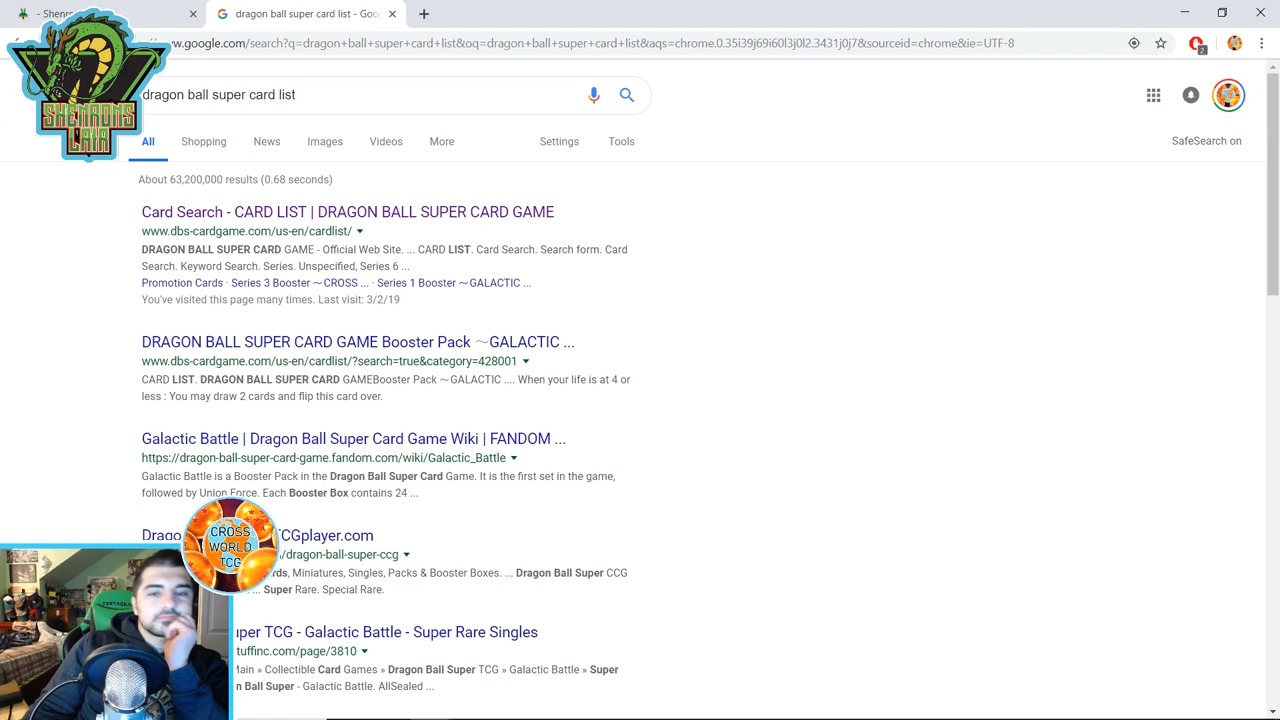 Shenro
dragon ball super card list - Goo
www.google.com/search?q=dragon+ball+super+card+list&oq=dragon+ball+super+card+list&aqs=chrome.0.35i39j69i60l3j0l2.3431j0j7&sourceid=chrome&ie=UTF-8
2
SHENRONS
LAIR
dragon ball super card list
All Shopping News Images Videos More Settings Tools
SafeSearch on
About 63,200,000 results (0.68 seconds)
Card Search - CARD LIST | DRAGON BALL SUPER CARD GAME
www.dbs-cardgame.com/us-en/cardlist/
DRAGON BALL SUPER CARD GAME - Official Web Site. ... CARD LIST. Card Search. Search form. Card
Search. Keyword Search. Series. Unspecified, Series 6 ...
Promotion Cards · Series 3 Booster ～CROSS ... · Series 1 Booster ～GALACTIC ...
You've visited this page many times. Last visit: 3/2/19
DRAGON BALL SUPER CARD GAME Booster Pack ～GALACTIC ...
www.dbs-cardgame.com/us-en/cardlist/?search=true&category=428001
CARD LIST. DRAGON BALL SUPER CARD GAMEBooster Pack ～GALACTIC .... When your life is at 4 or
less : You may draw 2 cards and flip this card over.
Galactic Battle | Dragon Ball Super Card Game Wiki | FANDOM ...
https://dragon-ball-super-card-game.fandom.com/wiki/Galactic_Battle
Galactic Battle is a Booster Pack in the Dragon Ball Super Card Game. It is the first set in the game,
followed by Union Force. Each Booster Box contains 24 ...
Drago TCGplayer.com
/dragon-ball-super-ccg
rds, Miniatures, Singles, Packs & Booster Boxes. ... Dragon Ball Super CCG
... Super Rare. Special Rare.
CROSS
WORLD
TCG
uper TCG - Galactic Battle - Super Rare Singles
tuffinc.com/page/3810
Main » Collectible Card Games » Dragon Ball Super TCG » Galactic Battle » Super
n Ball Super - Galactic Battle. AllSealed ...